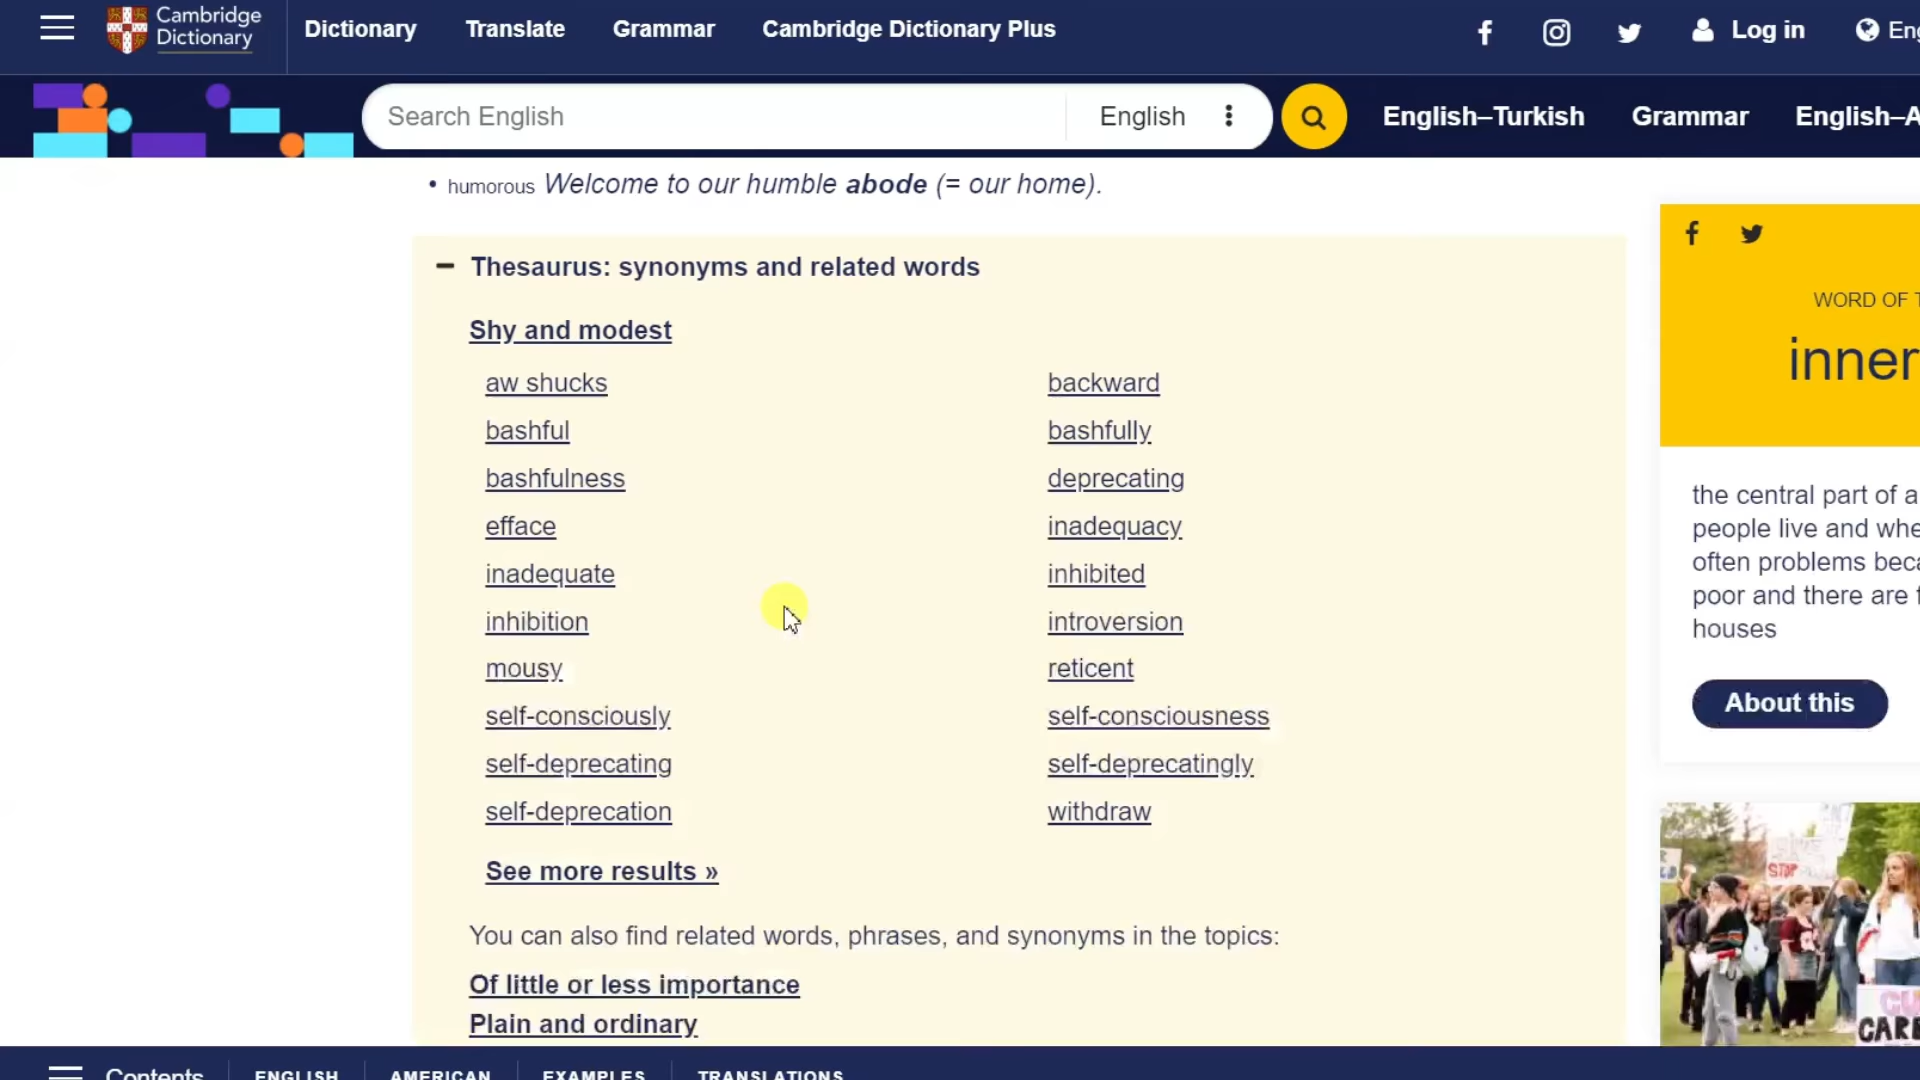 Cambridge
Dictionary
Dictionary
Translate
Grammar
Cambridge Dictionary Plus
Log in
Eng
Search English
English
English–Turkish
Grammar
English–A
• humorous Welcome to our humble abode (= our home).
Thesaurus: synonyms and related words
Shy and modest
aw shucks
backward
bashful
bashfully
bashfulness
deprecating
efface
inadequacy
inadequate
inhibited
inhibition
introversion
mousy
reticent
self-consciously
self-consciousness
self-deprecating
self-deprecatingly
self-deprecation
withdraw
See more results »
You can also find related words, phrases, and synonyms in the topics:
Of little or less importance
Plain and ordinary
WORD OF T
inner
the central part of a
people live and whe
often problems beca
poor and there are f
houses
About this
STOP
CARE
Contents
ENGLISH
AMERICAN
EXAMPLES
TRANSLATIONS